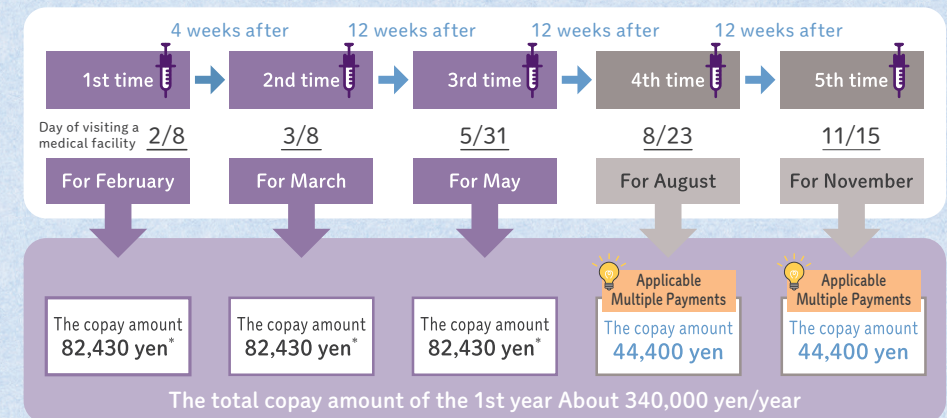 4 weeks after
12 weeks after
12 weeks after
12 weeks after
1st time
2nd time
3rd time
4th time
5th time
Day of visiting a
medical facility
2/8
3/8
5/31
8/23
11/15
For February
For March
For May
For August
For November
Applicable
Multiple Payments
Applicable
Multiple Payments
The copay amount
82,430 yen*
The copay amount
82,430 yen*
The copay amount
82,430 yen*
The copay amount
44,400 yen
The copay amount
44,400 yen
The total copay amount of the 1st year About 340,000 yen/year